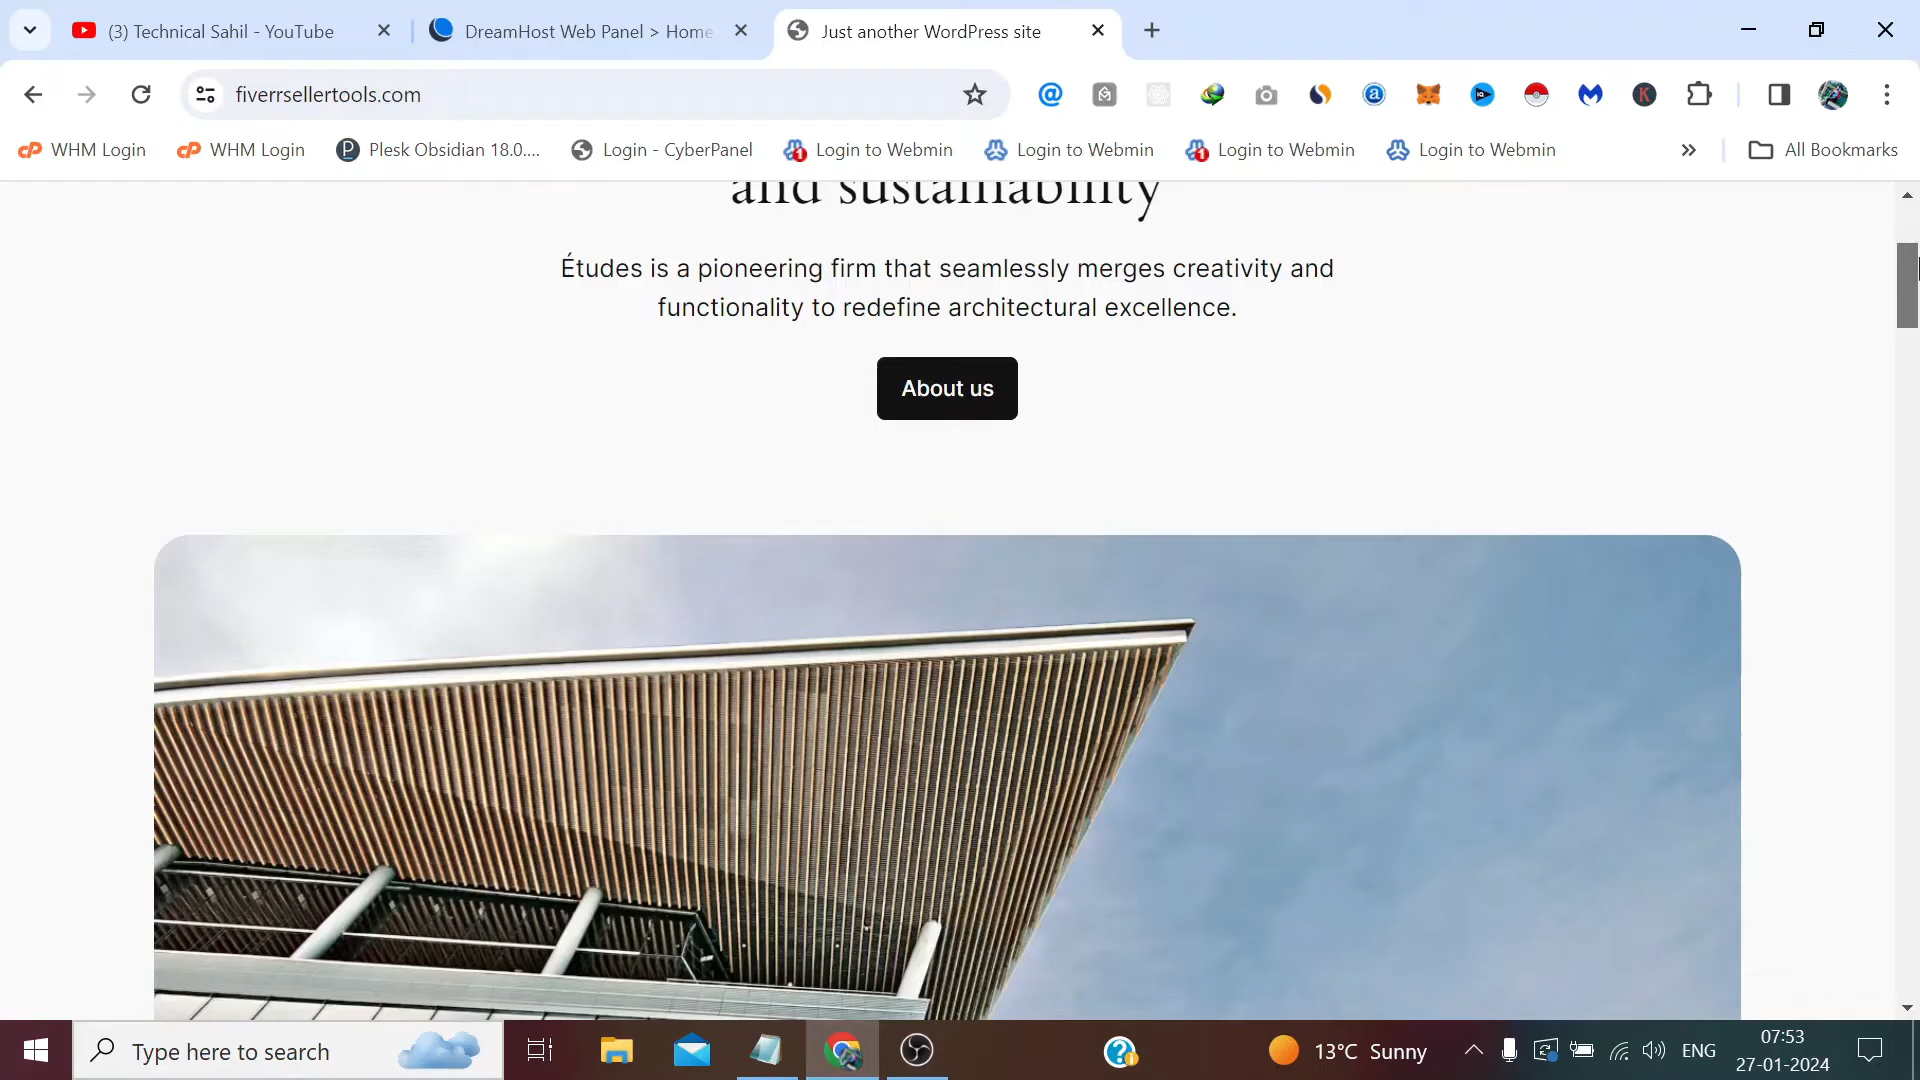 (3) Technical Sahil - YouTube
DreamHost Web Panel > Home
Just another WordPress site
fiverrsellertools.com
WHM Login
WHM Login
Plesk Obsidian 18.0....
Login - CyberPanel
Login to Webmin
Login to Webmin
Login to Webmin
Login to Webmin
All Bookmarks
and sustainability
Études is a pioneering firm that seamlessly merges creativity and
functionality to redefine architectural excellence.
About us
Type here to search
13°C Sunny
ENG
07:53
27-01-2024